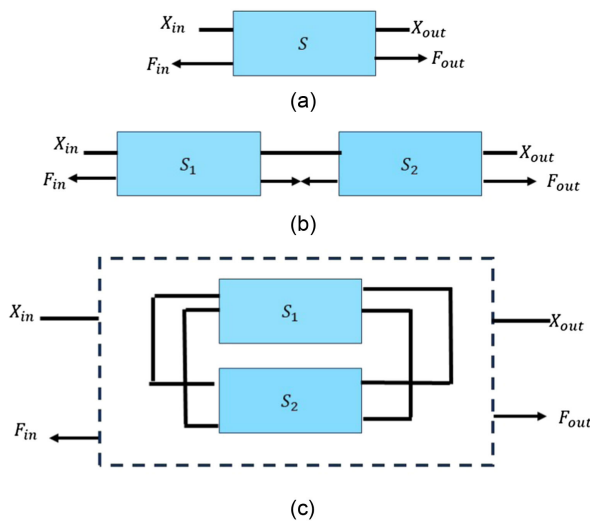 X_in S X_out
F_in F_out
(a)
X_in S_1 S_2 X_out
F_in F_out
(b)
S_1
X_in X_out
S_2
F_in F_out
(c)